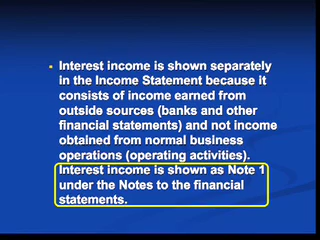 Interest income is shown separately
in the Income Statement because it
consists of income earned from
outside sources (banks and other
financial statements) and not income
obtained from normal business
operations (operating activities).
Interest income is shown as Note 1
under the Notes to the financial
statements.